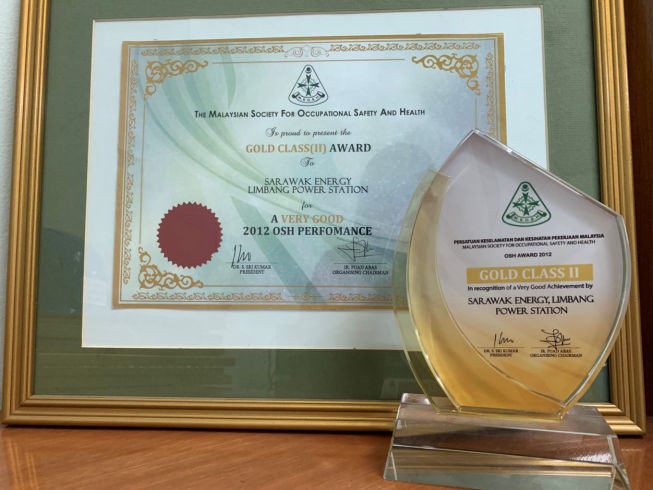 THE MALAYSIAN SOCIETY FOR OCCUPATIONAL SAFETY AND HEALTH
Is proud to present the
GOLD CLASS(II) AWARD
To
SARAWAK ENERGY
LIMBANG POWER STATION
for
A VERY GOOD
2012 OSH PERFOMANCE
DR. S. SRI KUMAR
PRESIDENT
IR. FUAD ABAS
ORGANISING CHAIRMAN
PERSATUAN KESELAMATAN DAN KESIHATAN PEKERJAAN MALAYSIA
MALAYSIAN SOCIETY FOR OCCUPATIONAL SAFETY AND HEALTH
OSH AWARD 2012
GOLD CLASS II
In recognition of a Very Good Achievement by
SARAWAK ENERGY, LIMBANG
POWER STATION
DR. S. SRI KUMAR
PRESIDENT
IR. FUAD ABAS
ORGANISING CHAIRMAN